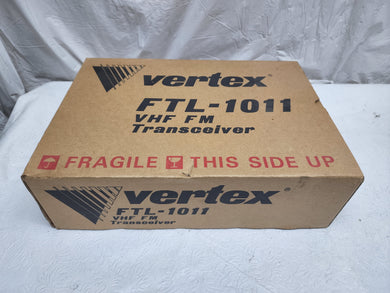 vertex®
FTL-1011
VHF FM
Transceiver
FRAGILE THIS SIDE UP
vertex®
FTL-1011
VHF FM
Transceiver